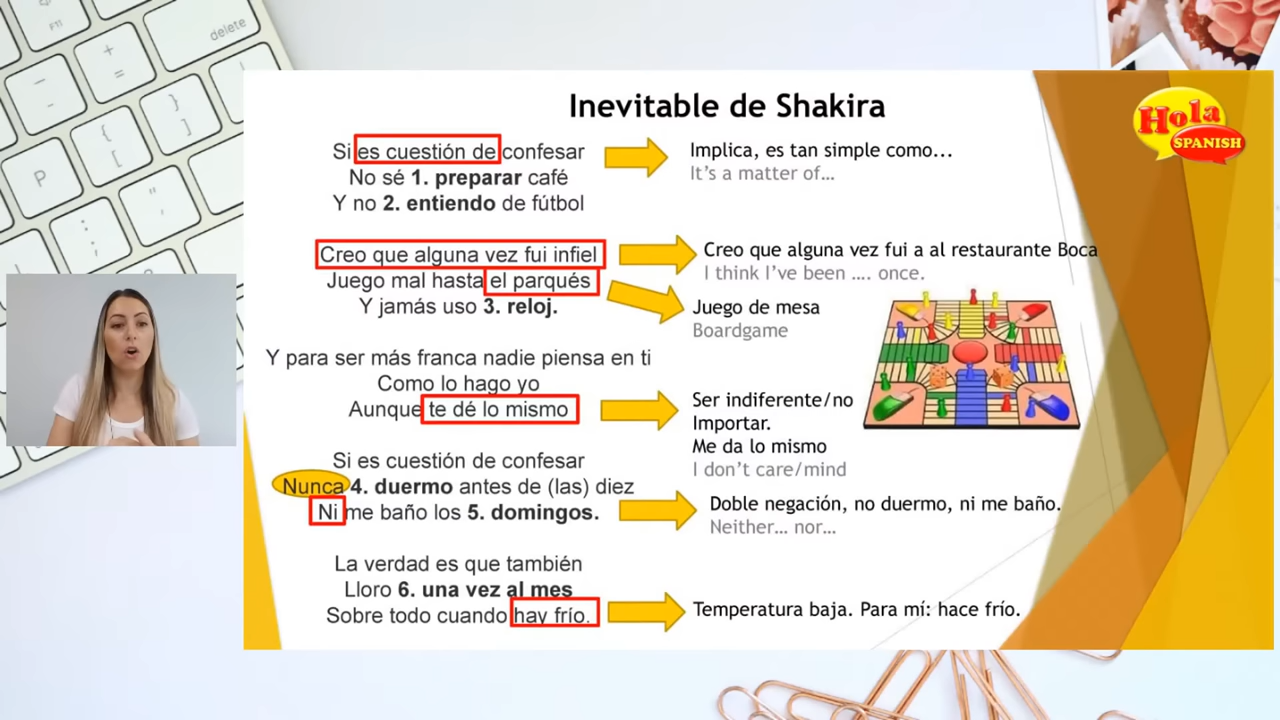 Inevitable de Shakira
Hola
SPANISH
Si es cuestión de confesar
No sé 1. preparar café
Y no 2. entiendo de fútbol
Implica, es tan simple como...
It's a matter of...
Creo que alguna vez fui infiel
Juego mal hasta el parqués
Y jamás uso 3. reloj.
Creo que alguna vez fui a al restaurante Boca
I think I've been .... once.
Juego de mesa
Boardgame
Y para ser más franca nadie piensa en ti
Como lo hago yo
Aunque te dé lo mismo
Ser indiferente/no
Importar.
Me da lo mismo
I don't care/mind
Si es cuestión de confesar
Nunca 4. duermo antes de (las) diez
Ni me baño los 5. domingos.
Doble negación, no duermo, ni me baño.
Neither... nor...
La verdad es que también
Lloro 6. una vez al mes
Sobre todo cuando hay frío.
Temperatura baja. Para mí: hace frío.
delete
F11
+
=
{
[
}
]
P
:
;